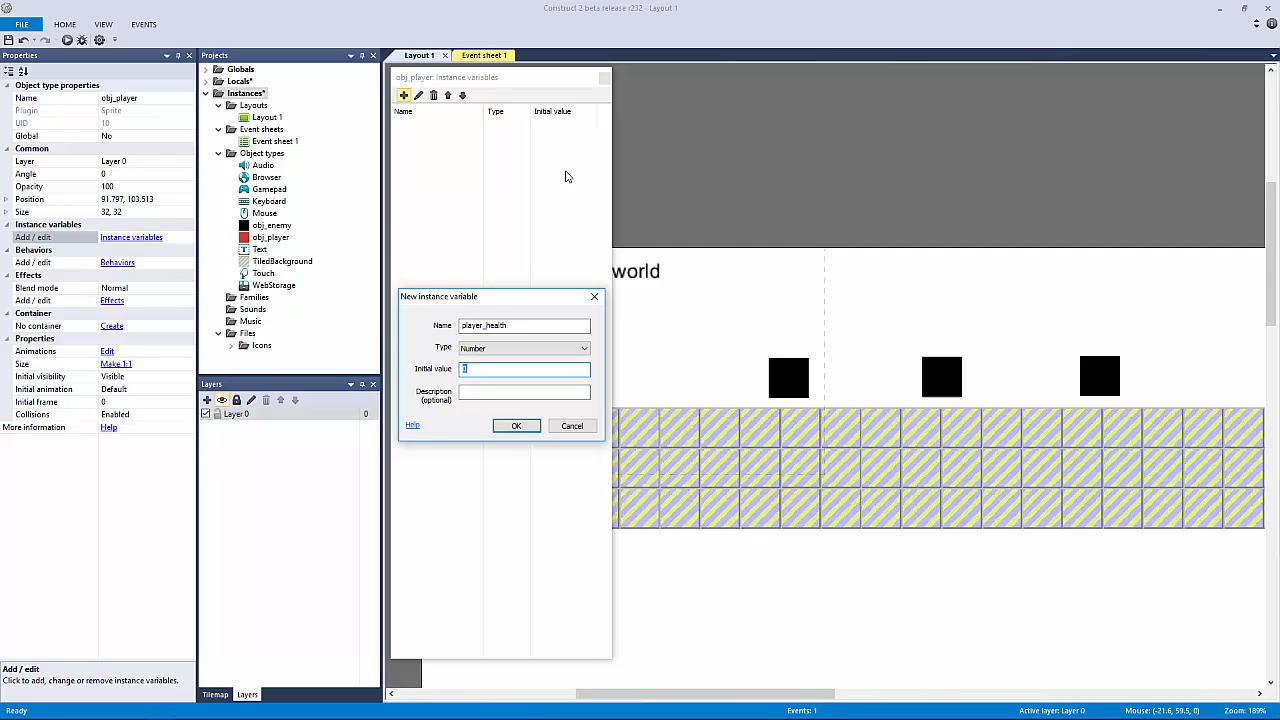 Construct 2 beta release r232 - Layout 1
FILE HOME VIEW EVENTS
Properties
Object type properties
Name obj_player
Plugin Sprite
UID 10
Global No
Common
Layer Layer 0
Angle 0
Opacity 100
Position 91.797, 103.513
Size 32, 32
Instance variables
Add / edit Instance variables
Behaviors
Add / edit Behaviors
Effects
Blend mode Normal
Add / edit Effects
Container
No container Create
Properties
Animations Edit
Size Make 1:1
Initial visibility Visible
Initial animation Default
Initial frame 0
Collisions Enabled
More information Help
Add / edit
Click to add, change or remove instance variables.
Projects
Globals
Locals*
Instances*
Layouts
Layout 1
Event sheets
Event sheet 1
Object types
Audio
Browser
Gamepad
Keyboard
Mouse
obj_enemy
obj_player
Text
TiledBackground
Touch
WebStorage
Families
Sounds
Music
Files
Icons
Layers
Layer 0 0
Tilemap Layers
Layout 1 Event sheet 1
obj_player: Instance variables
Name Type Initial value
world
New instance variable
Name player_health
Type Number
Initial value 0
Description (optional)
Help OK Cancel
Ready Events: 1 Active layer: Layer 0 Mouse: (-21.6, 59.5, 0) Zoom: 189%